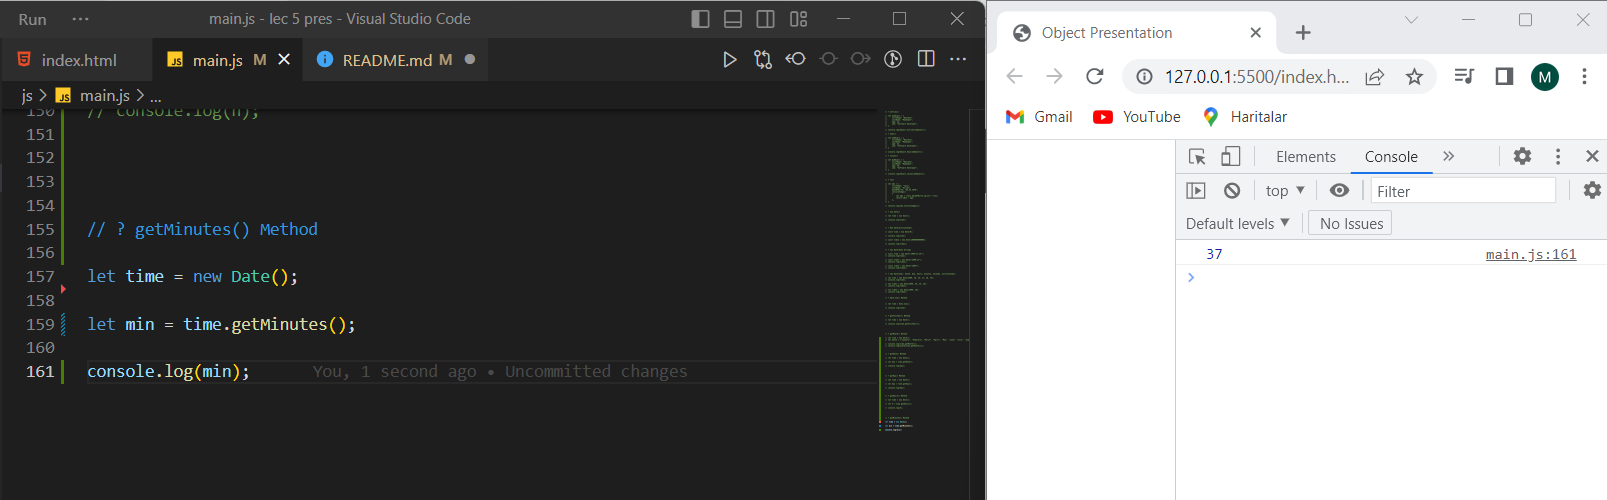 Run ··· main.js - lec 5 pres - Visual Studio Code
index.html JS main.js M README.md M
js > JS main.js > ...
150 // console.log(h);
151
152
153
154
155 // ? getMinutes() Method
156
157 let time = new Date();
158
159 let min = time.getMinutes();
160
161 console.log(min); You, 1 second ago • Uncommitted changes
Object Presentation
127.0.0.1:5500/index.h... M
Gmail YouTube Haritalar
Elements Console »
top Filter
Default levels No Issues
37 main.js:161